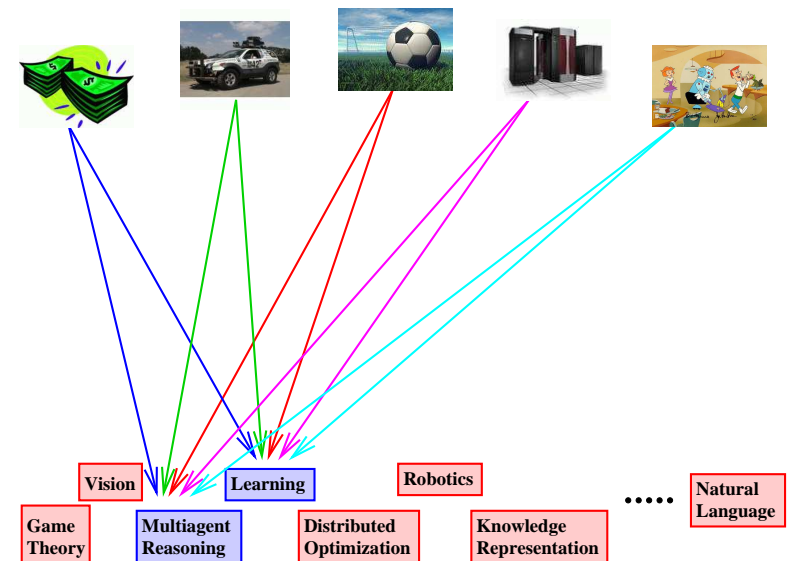 Vision
Learning
Robotics
Natural
Language
Game
Theory
Multiagent
Reasoning
Distributed
Optimization
Knowledge
Representation
.....